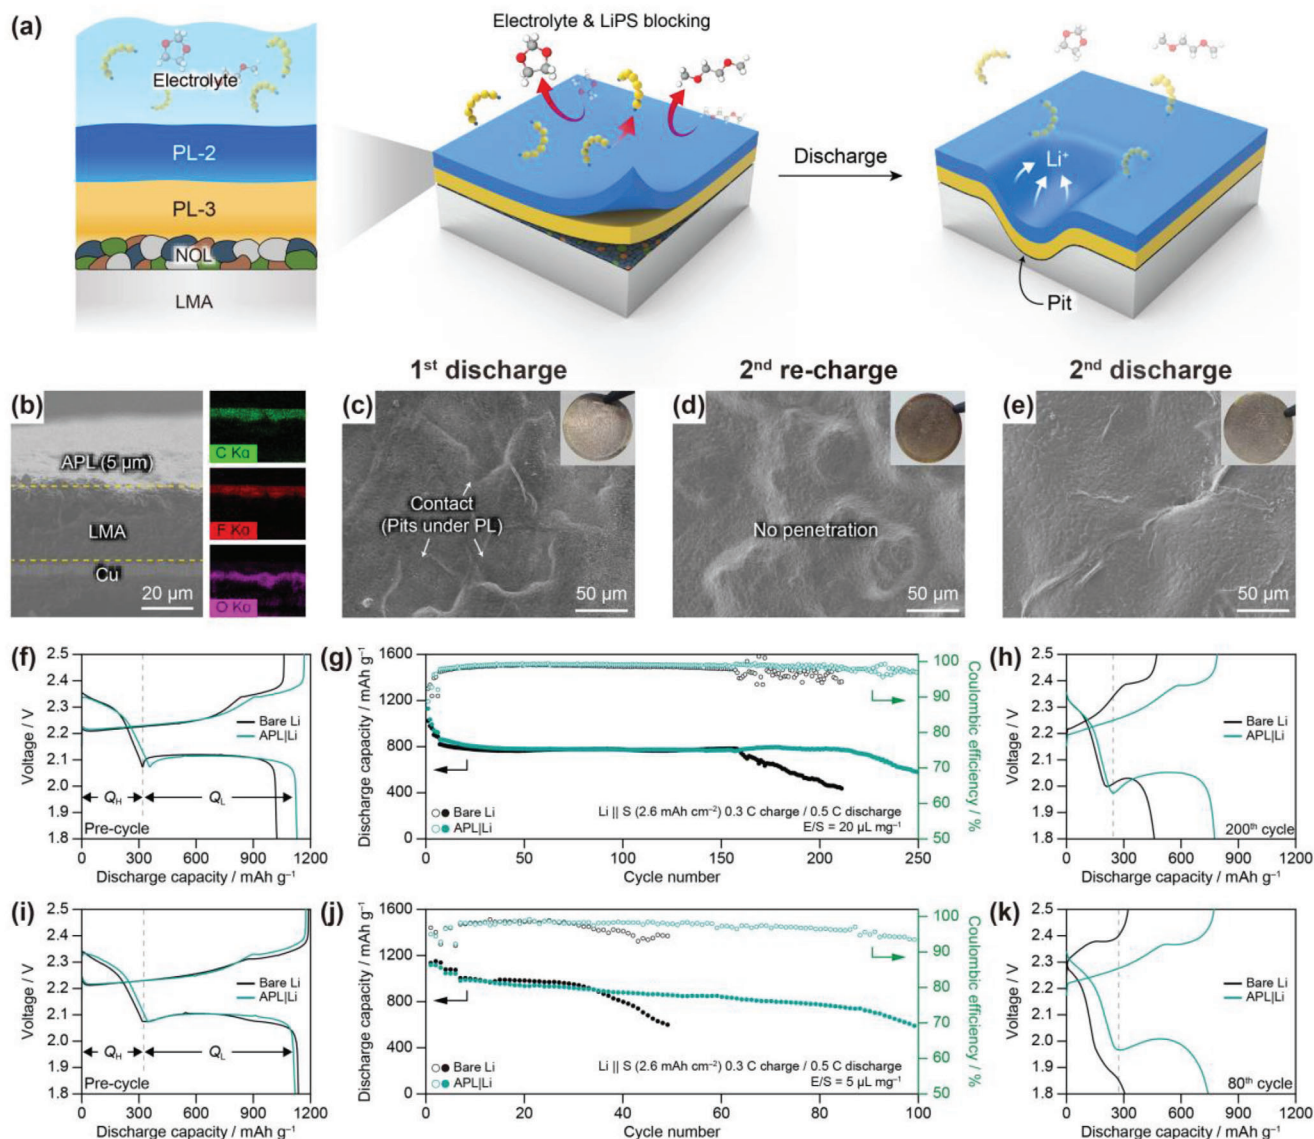 (a)
Electrolyte
PL-2
PL-3
NOL
LMA
Electrolyte & LiPS blocking
Discharge
Li⁺
Pit
1ˢᵗ discharge
2ⁿᵈ re-charge
2ⁿᵈ discharge
(b)
APL (5 μm)
LMA
Cu
20 μm
C Kα
F Kα
O Kα
(c)
Contact
(Pits under PL)
50 μm
(d)
No penetration
50 μm
(e)
50 μm
(f)
2.5
2.4
2.3
2.2
2.1
2.0
1.9
1.8
Voltage / V
Bare Li
APL|Li
Q_H
Q_L
Pre-cycle
0 300 600 900 1200
Discharge capacity / mAh g⁻¹
(g)
1600
1200
800
400
0
Discharge capacity / mAh g⁻¹
Bare Li
APL|Li
Li || S (2.6 mAh cm⁻²) 0.3 C charge / 0.5 C discharge
E/S = 20 μL mg⁻¹
100
90
80
70
60
50
Coulombic efficiency / %
0 50 100 150 210 250
Cycle number
(h)
2.5
2.4
2.3
2.2
2.1
2.0
1.9
1.8
Voltage / V
Bare Li
APL|Li
200ᵗʰ cycle
0 300 600 900 1200
Discharge capacity / mAh g⁻¹
(i)
2.5
2.4
2.3
2.2
2.1
2.0
1.9
1.8
Voltage / V
Bare Li
APL|Li
Q_H
Q_L
Pre-cycle
0 300 600 900 1200
Discharge capacity / mAh g⁻¹
(j)
1600
1200
800
400
0
Discharge capacity / mAh g⁻¹
Bare Li
APL|Li
Li || S (2.6 mAh cm⁻²) 0.3 C charge / 0.5 C discharge
E/S = 5 μL mg⁻¹
100
90
80
70
60
50
Coulombic efficiency / %
0 20 40 60 80 100
Cycle number
(k)
2.5
2.4
2.3
2.2
2.1
2.0
1.9
1.8
Voltage / V
Bare Li
APL|Li
80ᵗʰ cycle
0 300 600 900 1200
Discharge capacity / mAh g⁻¹